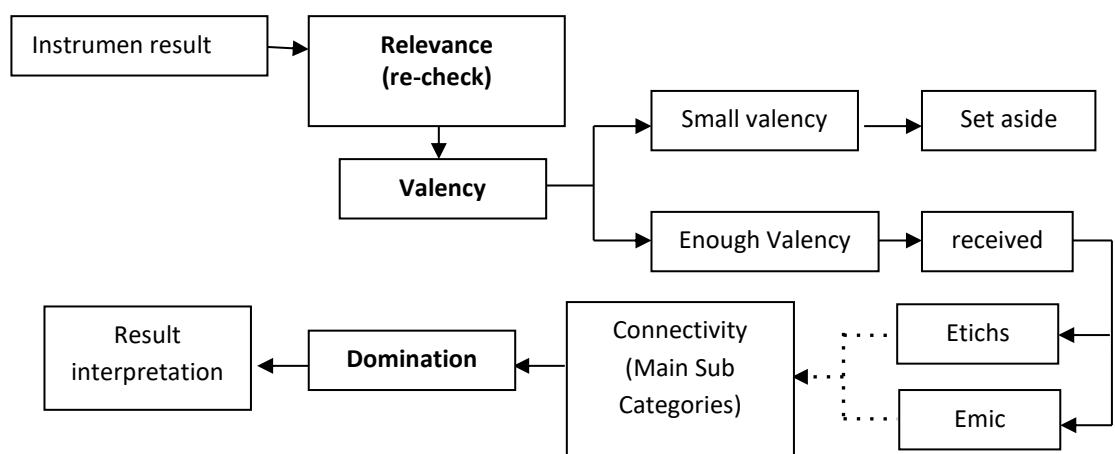 Instrumen result
Relevance
(re-check)
Small valency
Set aside
Valency
Enough Valency
received
Result
interpretation
Domination
Connectivity
(Main Sub
Categories)
Etichs
Emic